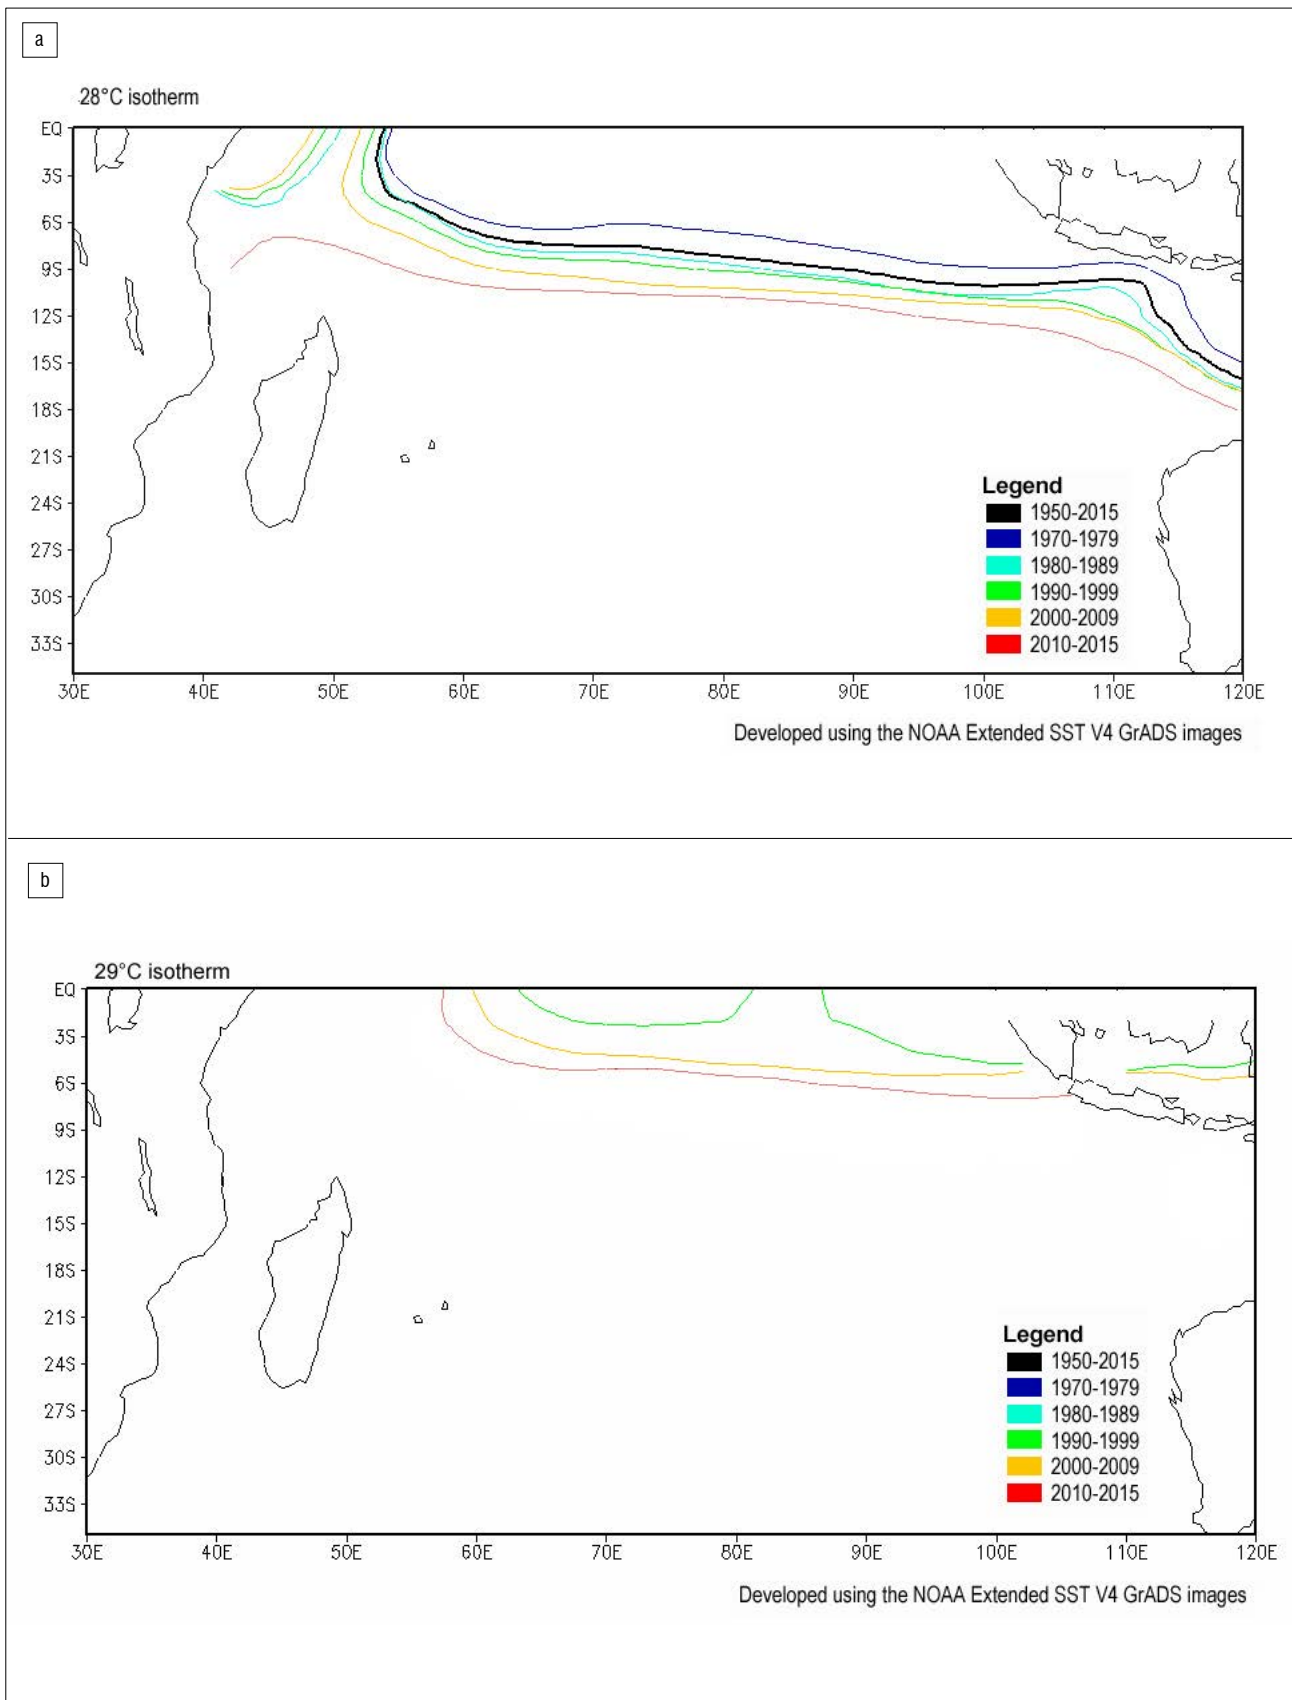 a
28°C isotherm
EQ
3S
6S
9S
12S
15S
18S
21S
24S
27S
30S
33S
30E 40E 50E 60E 70E 80E 90E 100E 110E 120E
Legend
1950-2015
1970-1979
1980-1989
1990-1999
2000-2009
2010-2015
Developed using the NOAA Extended SST V4 GrADS images
b
29°C isotherm
EQ
3S
6S
9S
12S
15S
18S
21S
24S
27S
30S
33S
30E 40E 50E 60E 70E 80E 90E 100E 110E 120E
Legend
1950-2015
1970-1979
1980-1989
1990-1999
2000-2009
2010-2015
Developed using the NOAA Extended SST V4 GrADS images